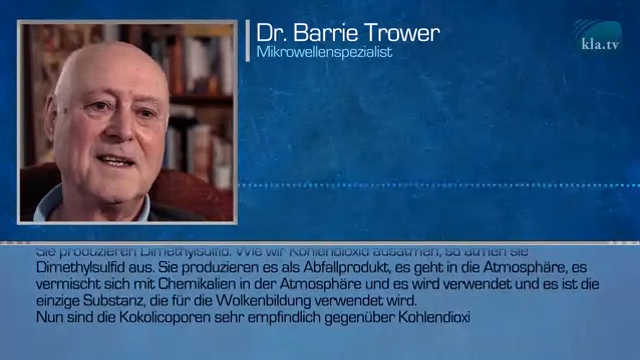 Dr. Barrie Trower
Mikrowellenspezialist
kla.tv
Sie produzieren Dimethylsulfid. Wie wir Kohlendioxid ausatmen, so atmen sie
Dimethylsulfid aus. Sie produzieren es als Abfallprodukt, es geht in die Atmosphäre, es
vermischt sich mit Chemikalien in der Atmosphäre und es wird verwendet und es ist die
einzige Substanz, die für die Wolkenbildung verwendet wird.
Nun sind die Kokolicoporen sehr empfindlich gegenüber Kohlendioxi